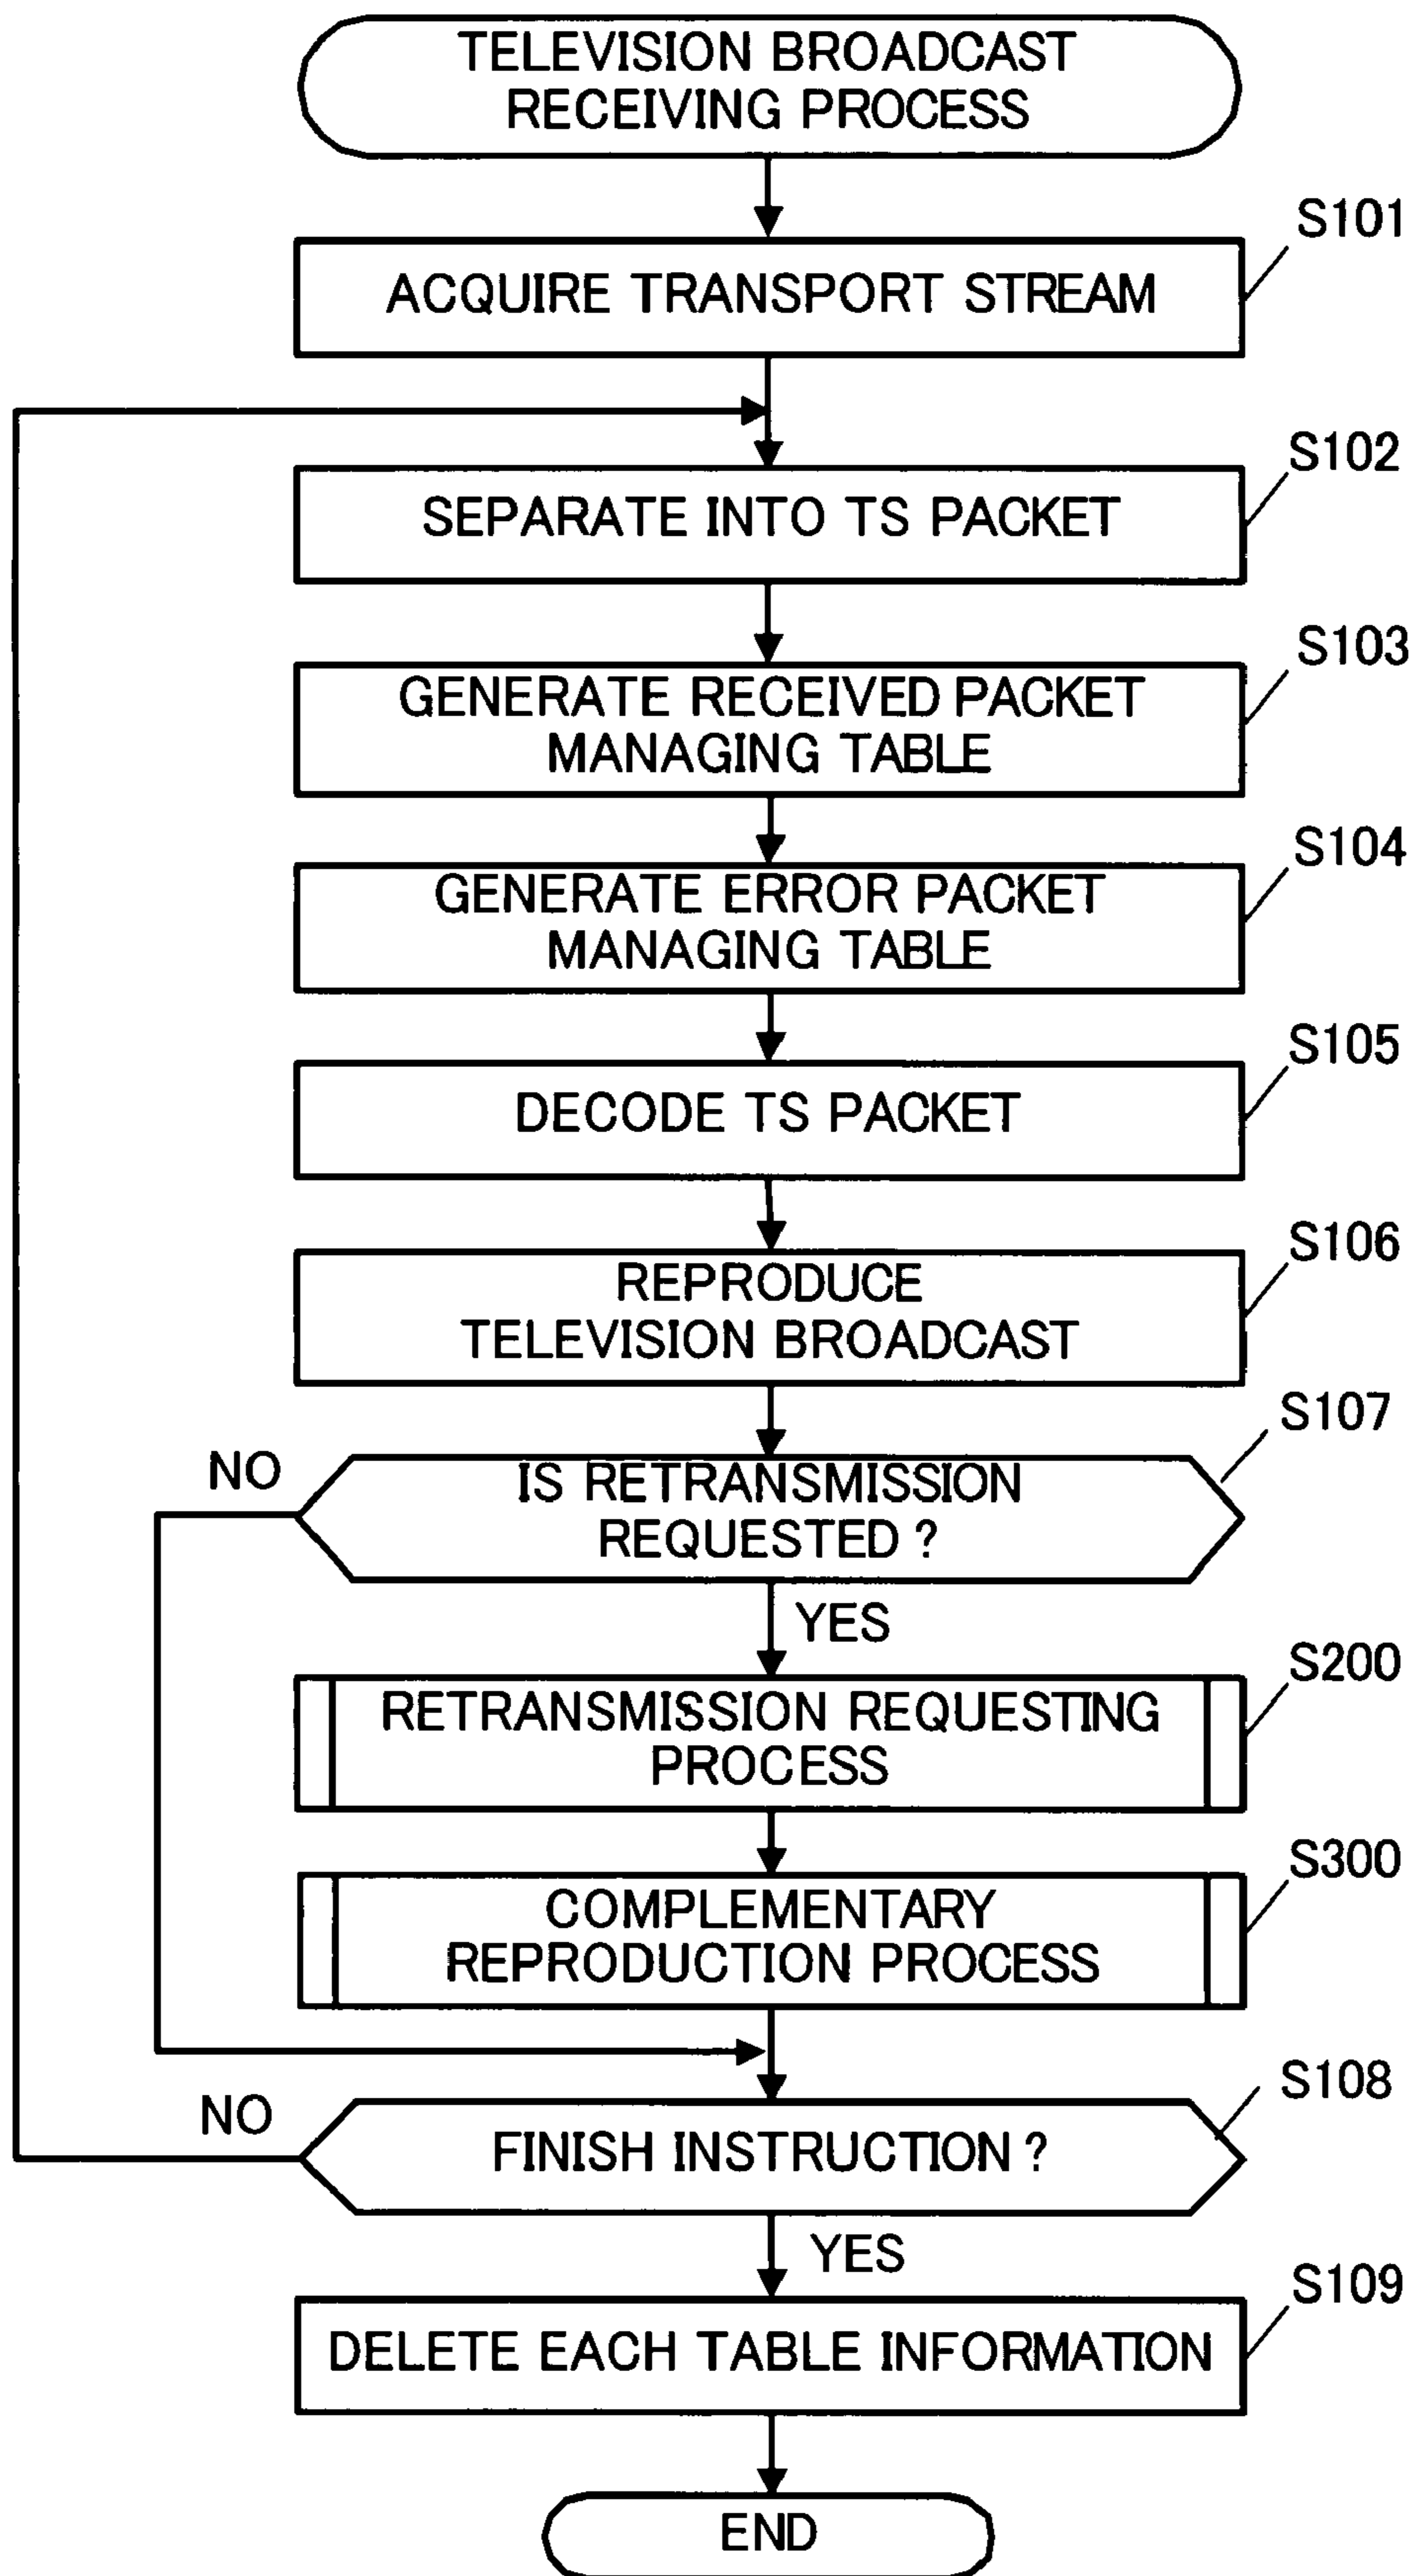 TELEVISION BROADCAST
RECEIVING PROCESS
S101
ACQUIRE TRANSPORT STREAM
S102
SEPARATE INTO TS PACKET
S103
GENERATE RECEIVED PACKET
MANAGING TABLE
S104
GENERATE ERROR PACKET
MANAGING TABLE
S105
DECODE TS PACKET
S106
REPRODUCE
TELEVISION BROADCAST
S107
NO
IS RETRANSMISSION
REQUESTED ?
YES
S200
RETRANSMISSION REQUESTING
PROCESS
S300
COMPLEMENTARY
REPRODUCTION PROCESS
S108
NO
FINISH INSTRUCTION ?
YES
S109
DELETE EACH TABLE INFORMATION
END